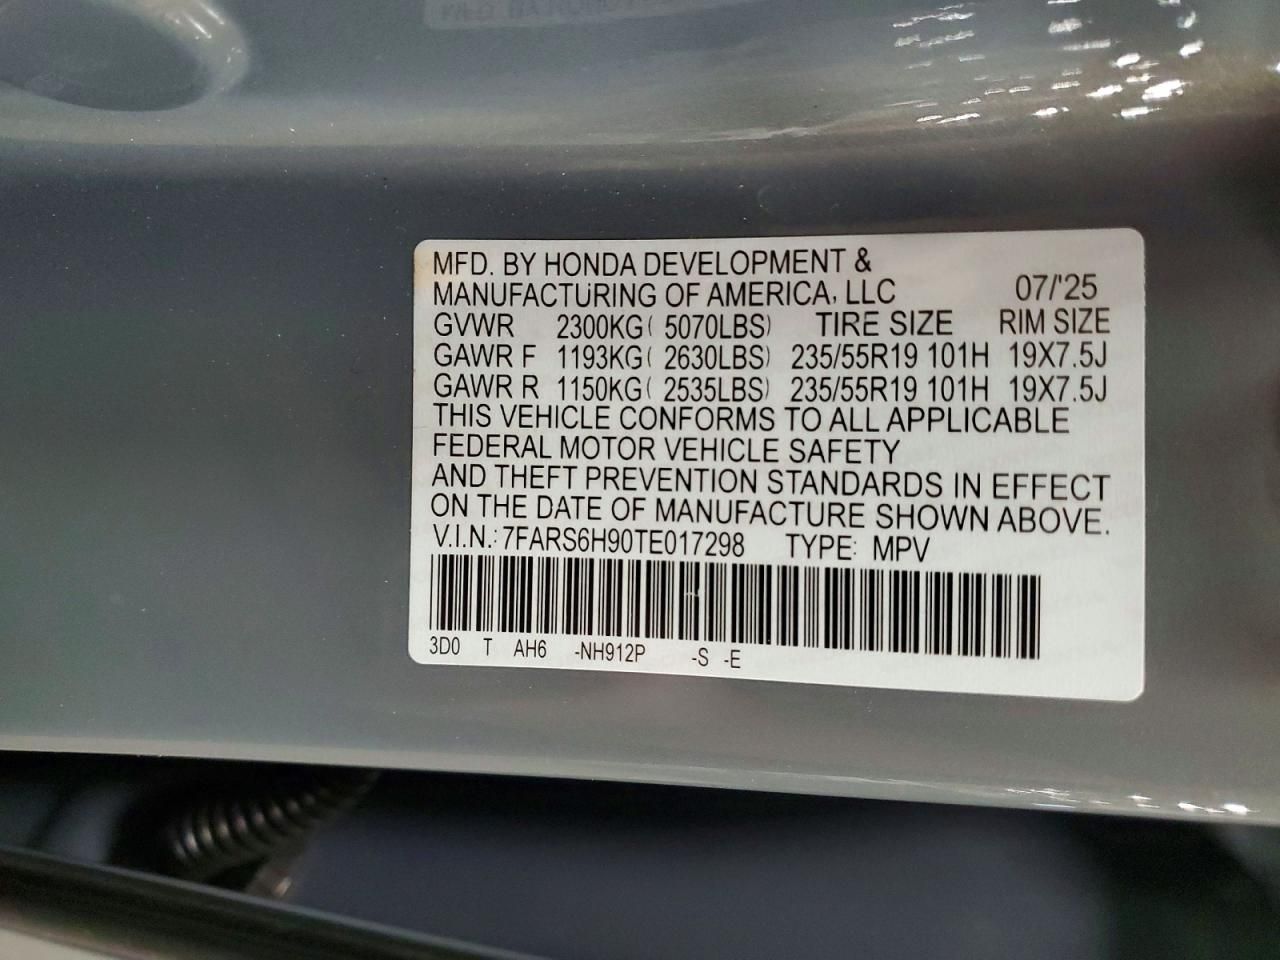 MFD. BY HONDA DEVELOPMENT &
MANUFACTURING OF AMERICA, LLC 07/'25
GVWR 2300KG( 5070LBS) TIRE SIZE RIM SIZE
GAWR F 1193KG( 2630LBS) 235/55R19 101H 19X7.5J
GAWR R 1150KG( 2535LBS) 235/55R19 101H 19X7.5J
THIS VEHICLE CONFORMS TO ALL APPLICABLE
FEDERAL MOTOR VEHICLE SAFETY
AND THEFT PREVENTION STANDARDS IN EFFECT
ON THE DATE OF MANUFACTURE SHOWN ABOVE.
V.I.N.: 7FARS6H90TE017298 TYPE: MPV
3D0 T AH6 -NH912P -S -E